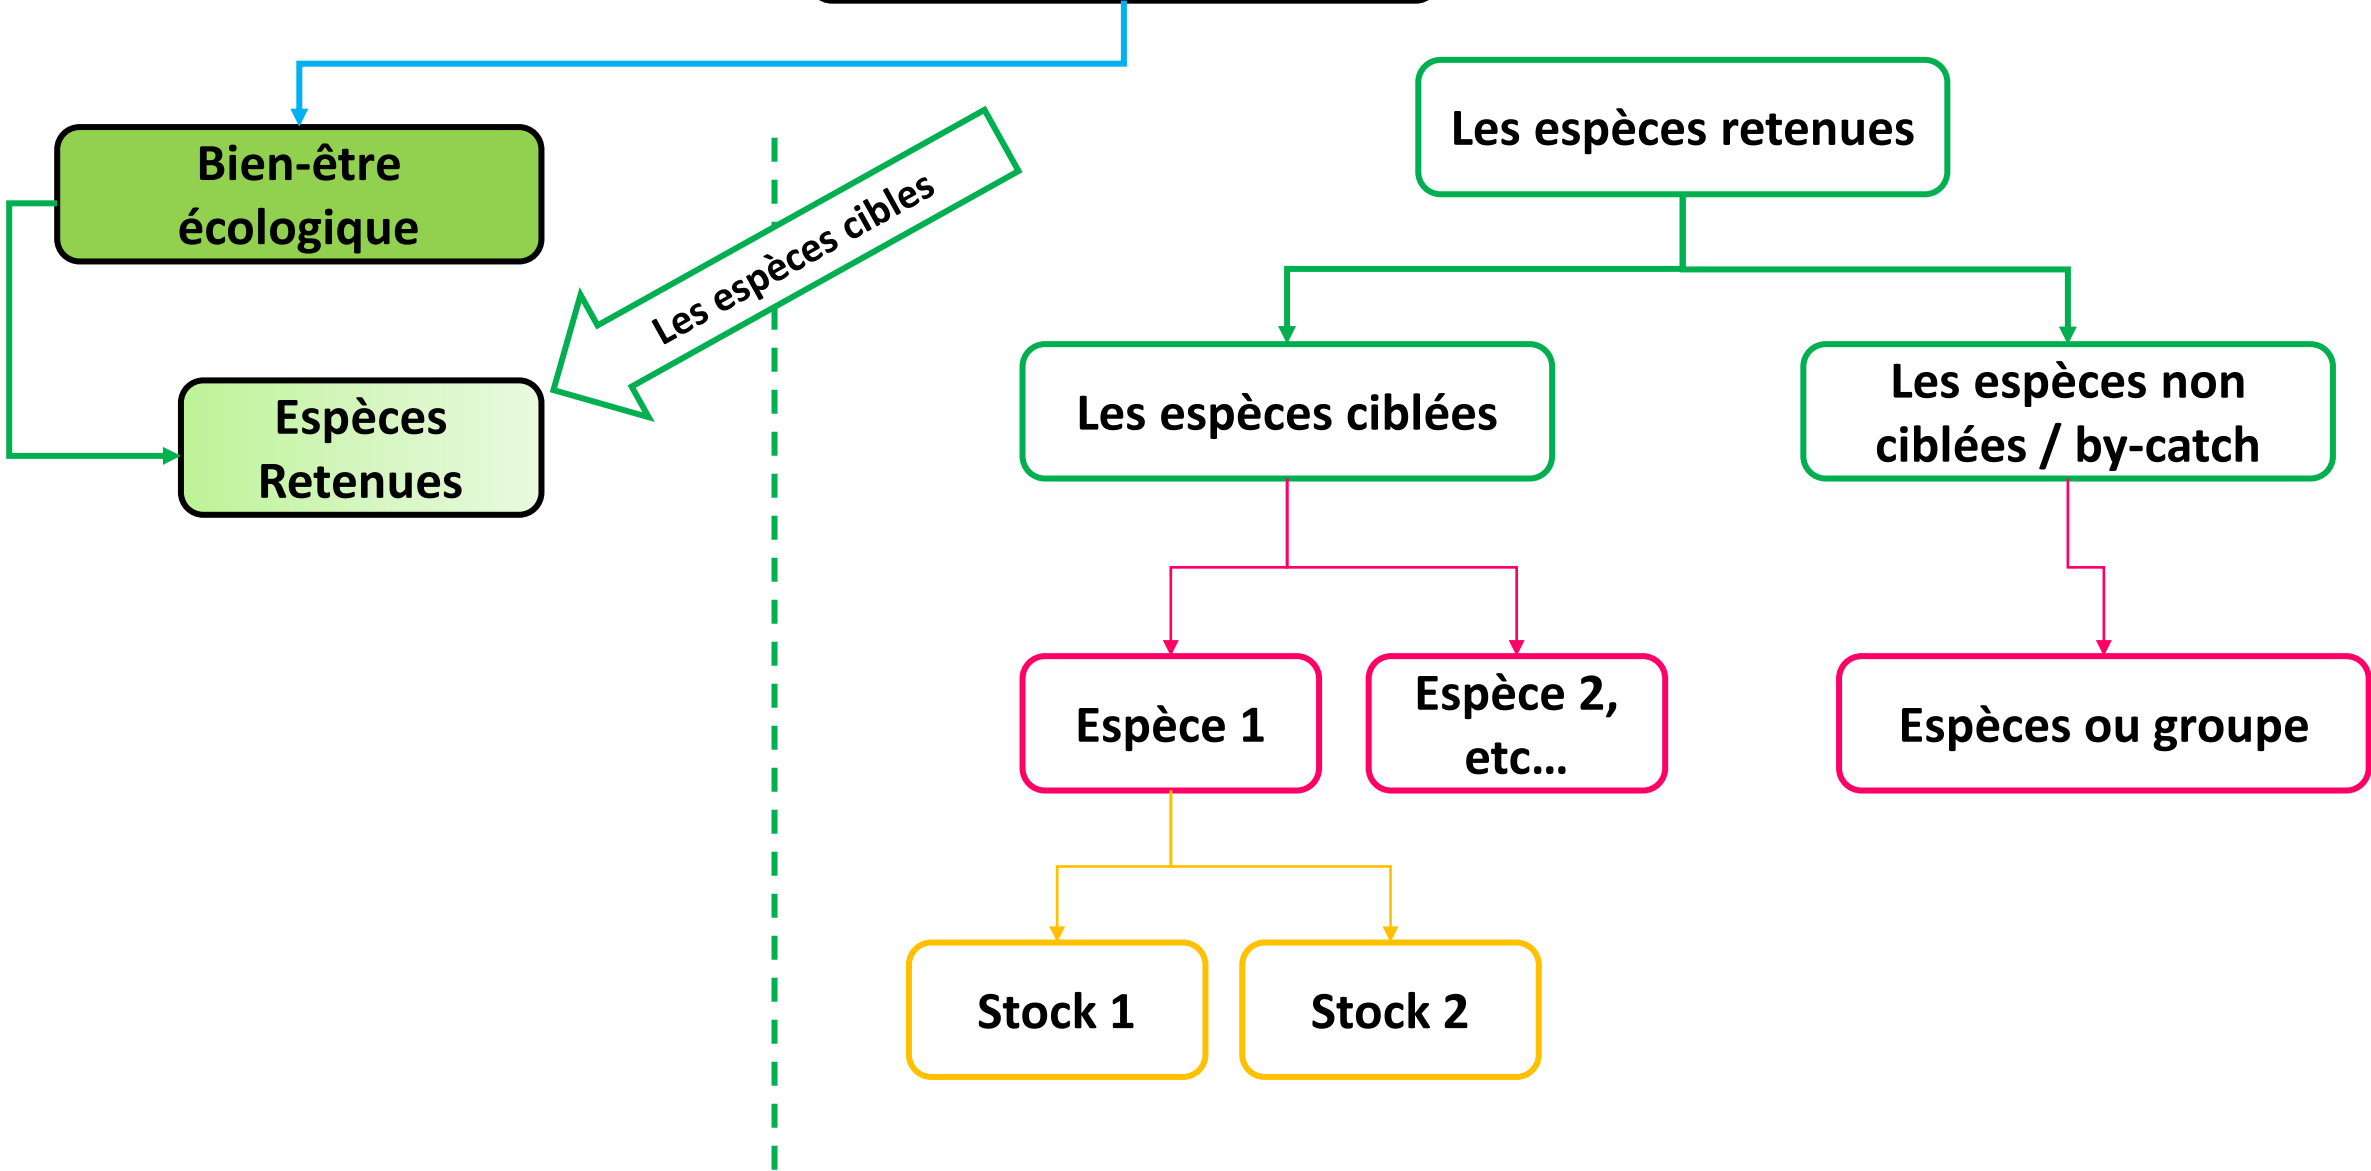 Bien-être
écologique
Espèces
Retenues
Les espèces cibles
Les espèces retenues
Les espèces ciblées
Les espèces non
ciblées / by-catch
Espèce 1
Espèce 2,
etc...
Espèces ou groupe
Stock 1
Stock 2